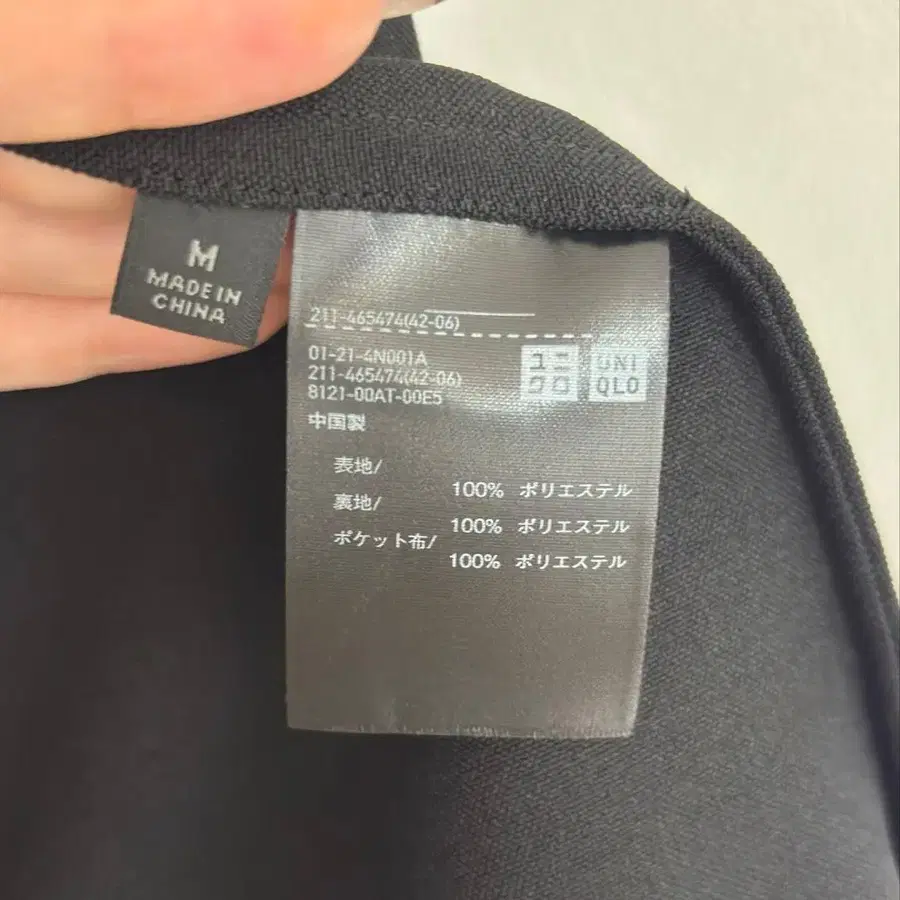 M
MADE IN
CHINA
211-465474(42-06)
01-21-4N001A
211-465474(42-06)
8121-00AT-00E5
ユニ
クロ
UNI
QLO
中国製
表地/
100% ポリエステル
裏地/
100% ポリエステル
ポケット布/
100% ポリエステル